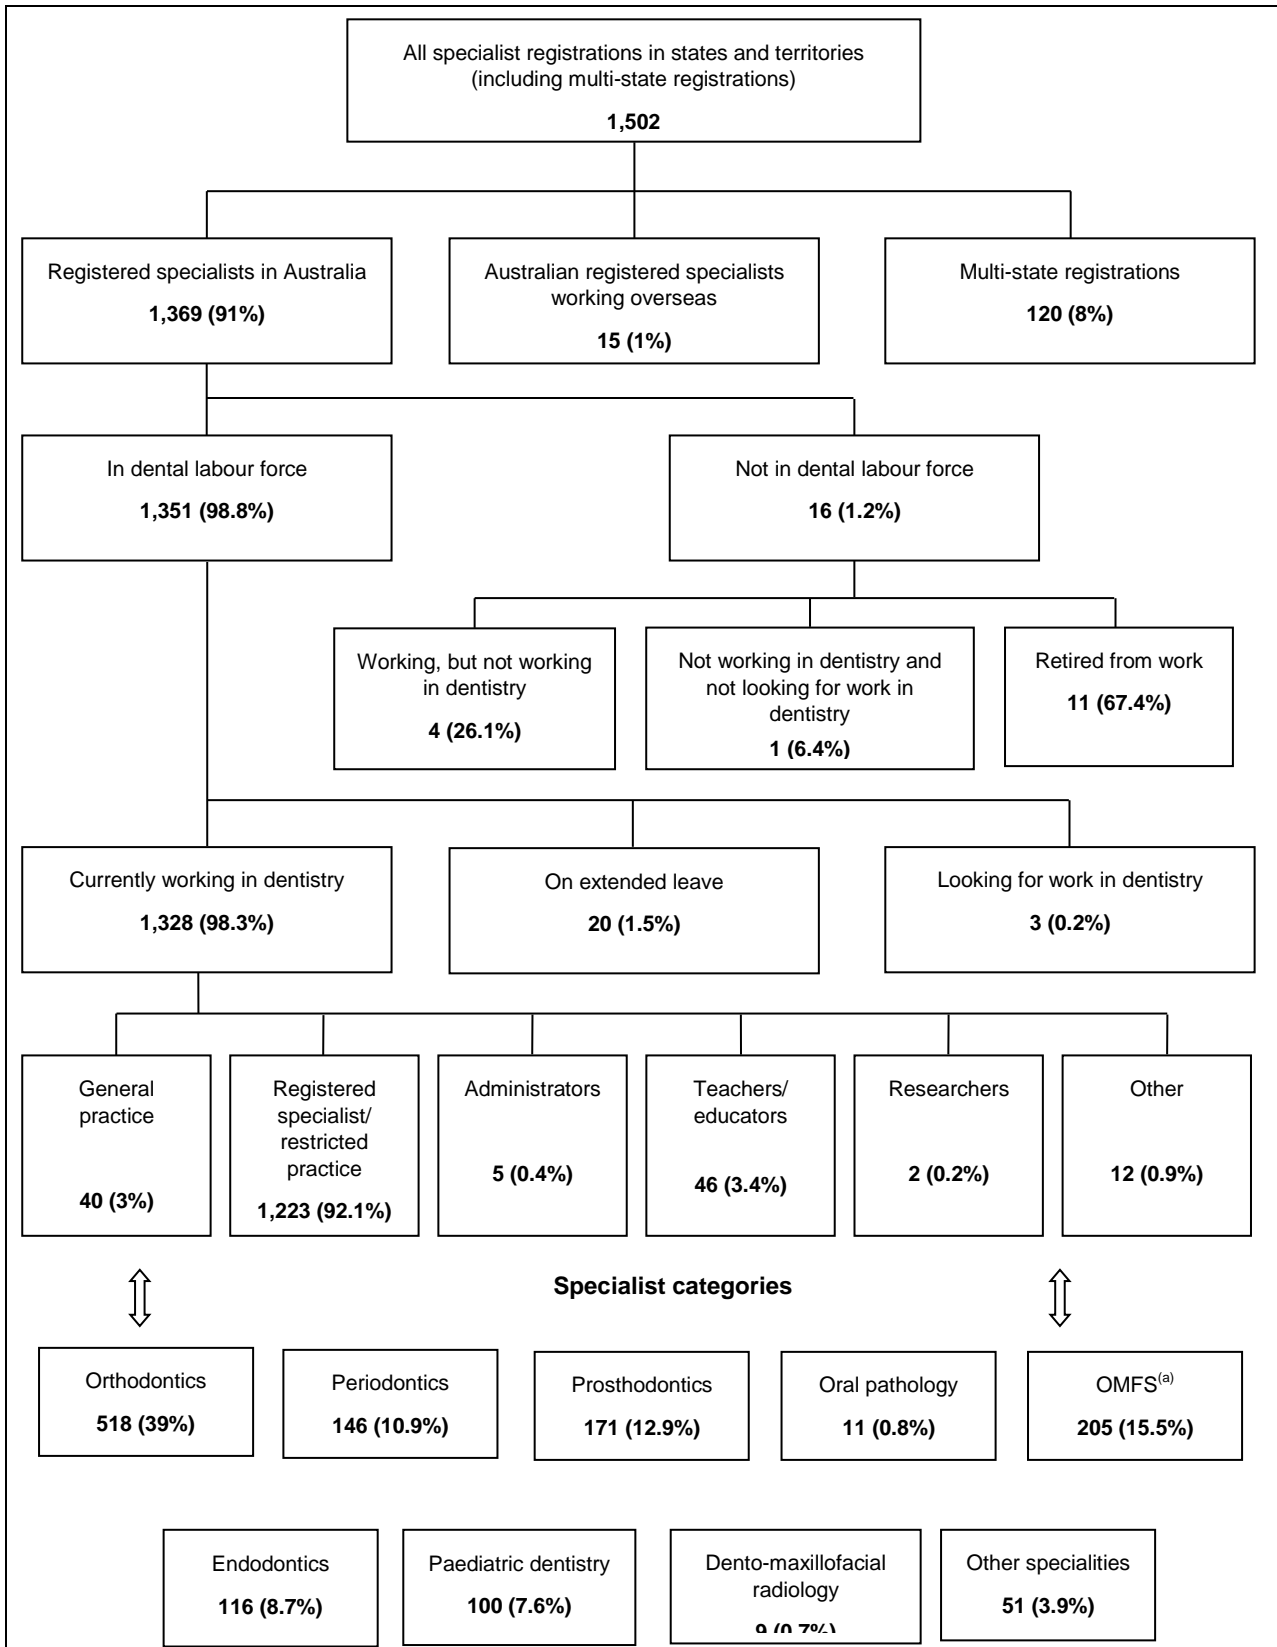 All specialist registrations in states and territories
(including multi-state registrations)
1,502
Registered specialists in Australia
1,369 (91%)
Australian registered specialists
working overseas
15 (1%)
Multi-state registrations
120 (8%)
In dental labour force
1,351 (98.8%)
Not in dental labour force
16 (1.2%)
Working, but not working
in dentistry
4 (26.1%)
Not working in dentistry and
not looking for work in
dentistry
1 (6.4%)
Retired from work
11 (67.4%)
Currently working in dentistry
1,328 (98.3%)
On extended leave
20 (1.5%)
Looking for work in dentistry
3 (0.2%)
General
practice
40 (3%)
Registered
specialist/
restricted
practice
1,223 (92.1%)
Administrators
5 (0.4%)
Teachers/
educators
46 (3.4%)
Researchers
2 (0.2%)
Other
12 (0.9%)
Specialist categories
Orthodontics
518 (39%)
Periodontics
146 (10.9%)
Prosthodontics
171 (12.9%)
Oral pathology
11 (0.8%)
OMFS(a)
205 (15.5%)
Endodontics
116 (8.7%)
Paediatric dentistry
100 (7.6%)
Dento-maxillofacial
radiology
9 (0.7%)
Other specialities
51 (3.9%)